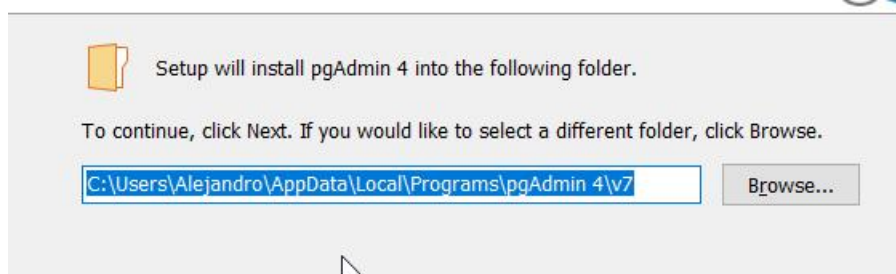 Setup will install pgAdmin 4 into the following folder.
To continue, click Next. If you would like to select a different folder, click Browse.
C:\Users\Alejandro\AppData\Local\Programs\pgAdmin 4\v7
Browse...